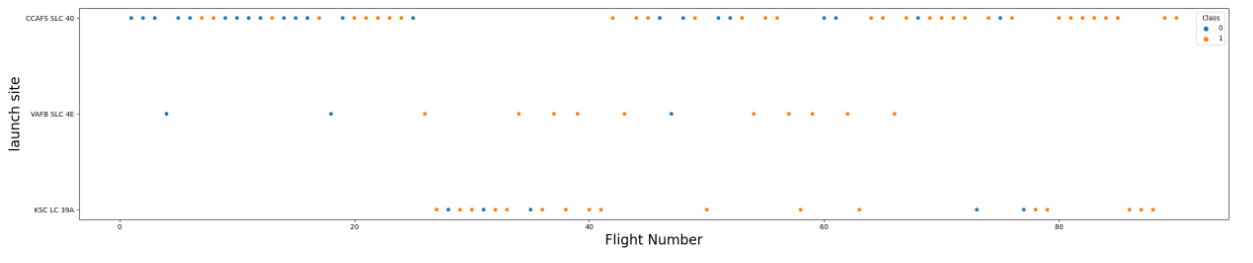 CCAFS SLC 40
VAFB SLC 4E
KSC LC 39A
launch site
0 20 40 60 80
Flight Number
Class
0
1